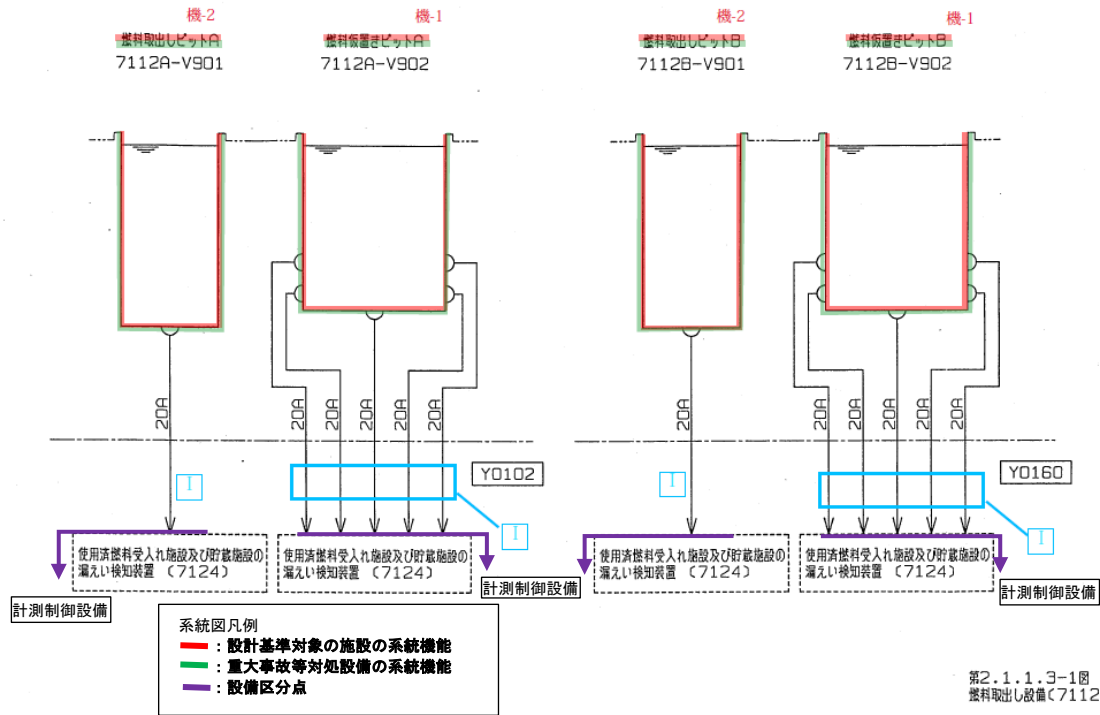 機-2
燃料取出しピットA
7112A-V901
機-1
燃料仮置きピットA
7112A-V902
機-2
燃料取出しピットB
7112B-V901
機-1
燃料仮置きピットB
7112B-V902
20A
20A
20A
20A
20A
20A
20A
20A
20A
20A
20A
20A
Y0102
Y0160
T
T
T
T
使用済燃料受入れ施設及び貯蔵施設の
漏えい検知装置 (7124)
使用済燃料受入れ施設及び貯蔵施設の
漏えい検知装置 (7124)
使用済燃料受入れ施設及び貯蔵施設の
漏えい検知装置 (7124)
使用済燃料受入れ施設及び貯蔵施設の
漏えい検知装置 (7124)
計測制御設備
計測制御設備
計測制御設備
系統図凡例
：設計基準対象の施設の系統機能
：重大事故等対処設備の系統機能
：設備区分点
第2.1.1.3-1図
燃料取出し設備(7112